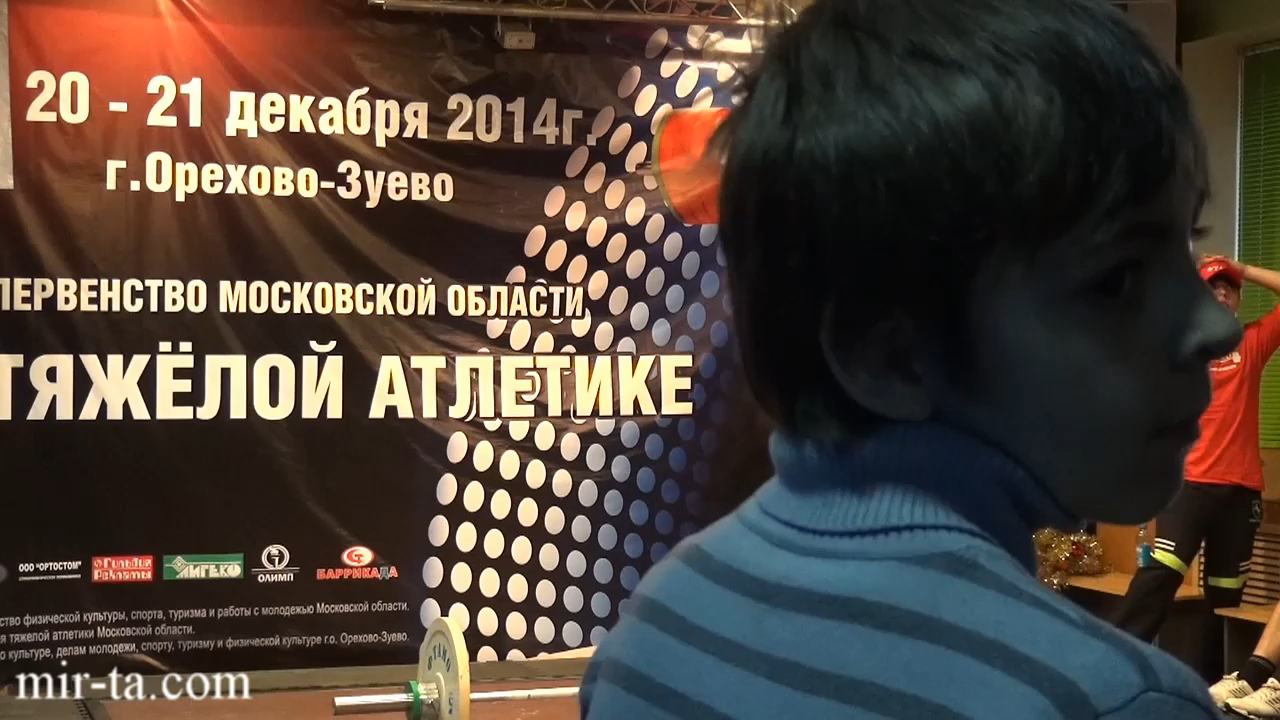 20 - 21 декабря 2014г.
г.Орехово-Зуево
ПЕРВЕНСТВО МОСКОВСКОЙ ОБЛАСТИ
ТЯЖЁЛОЙ АТЛЕТИКЕ
ООО "ОРТОСТОМ"
Гильдия Рекламы
ЛИГЕКО
ОЛИМП
БАРРИКАДА
физической культуры, спорта, туризма и работы с молодежью Московской области.
тяжелой атлетики Московской области.
культуре, делам молодежи, спорту, туризму и физической культуре г.о. Орехово-Зуево.
mir-ta.com